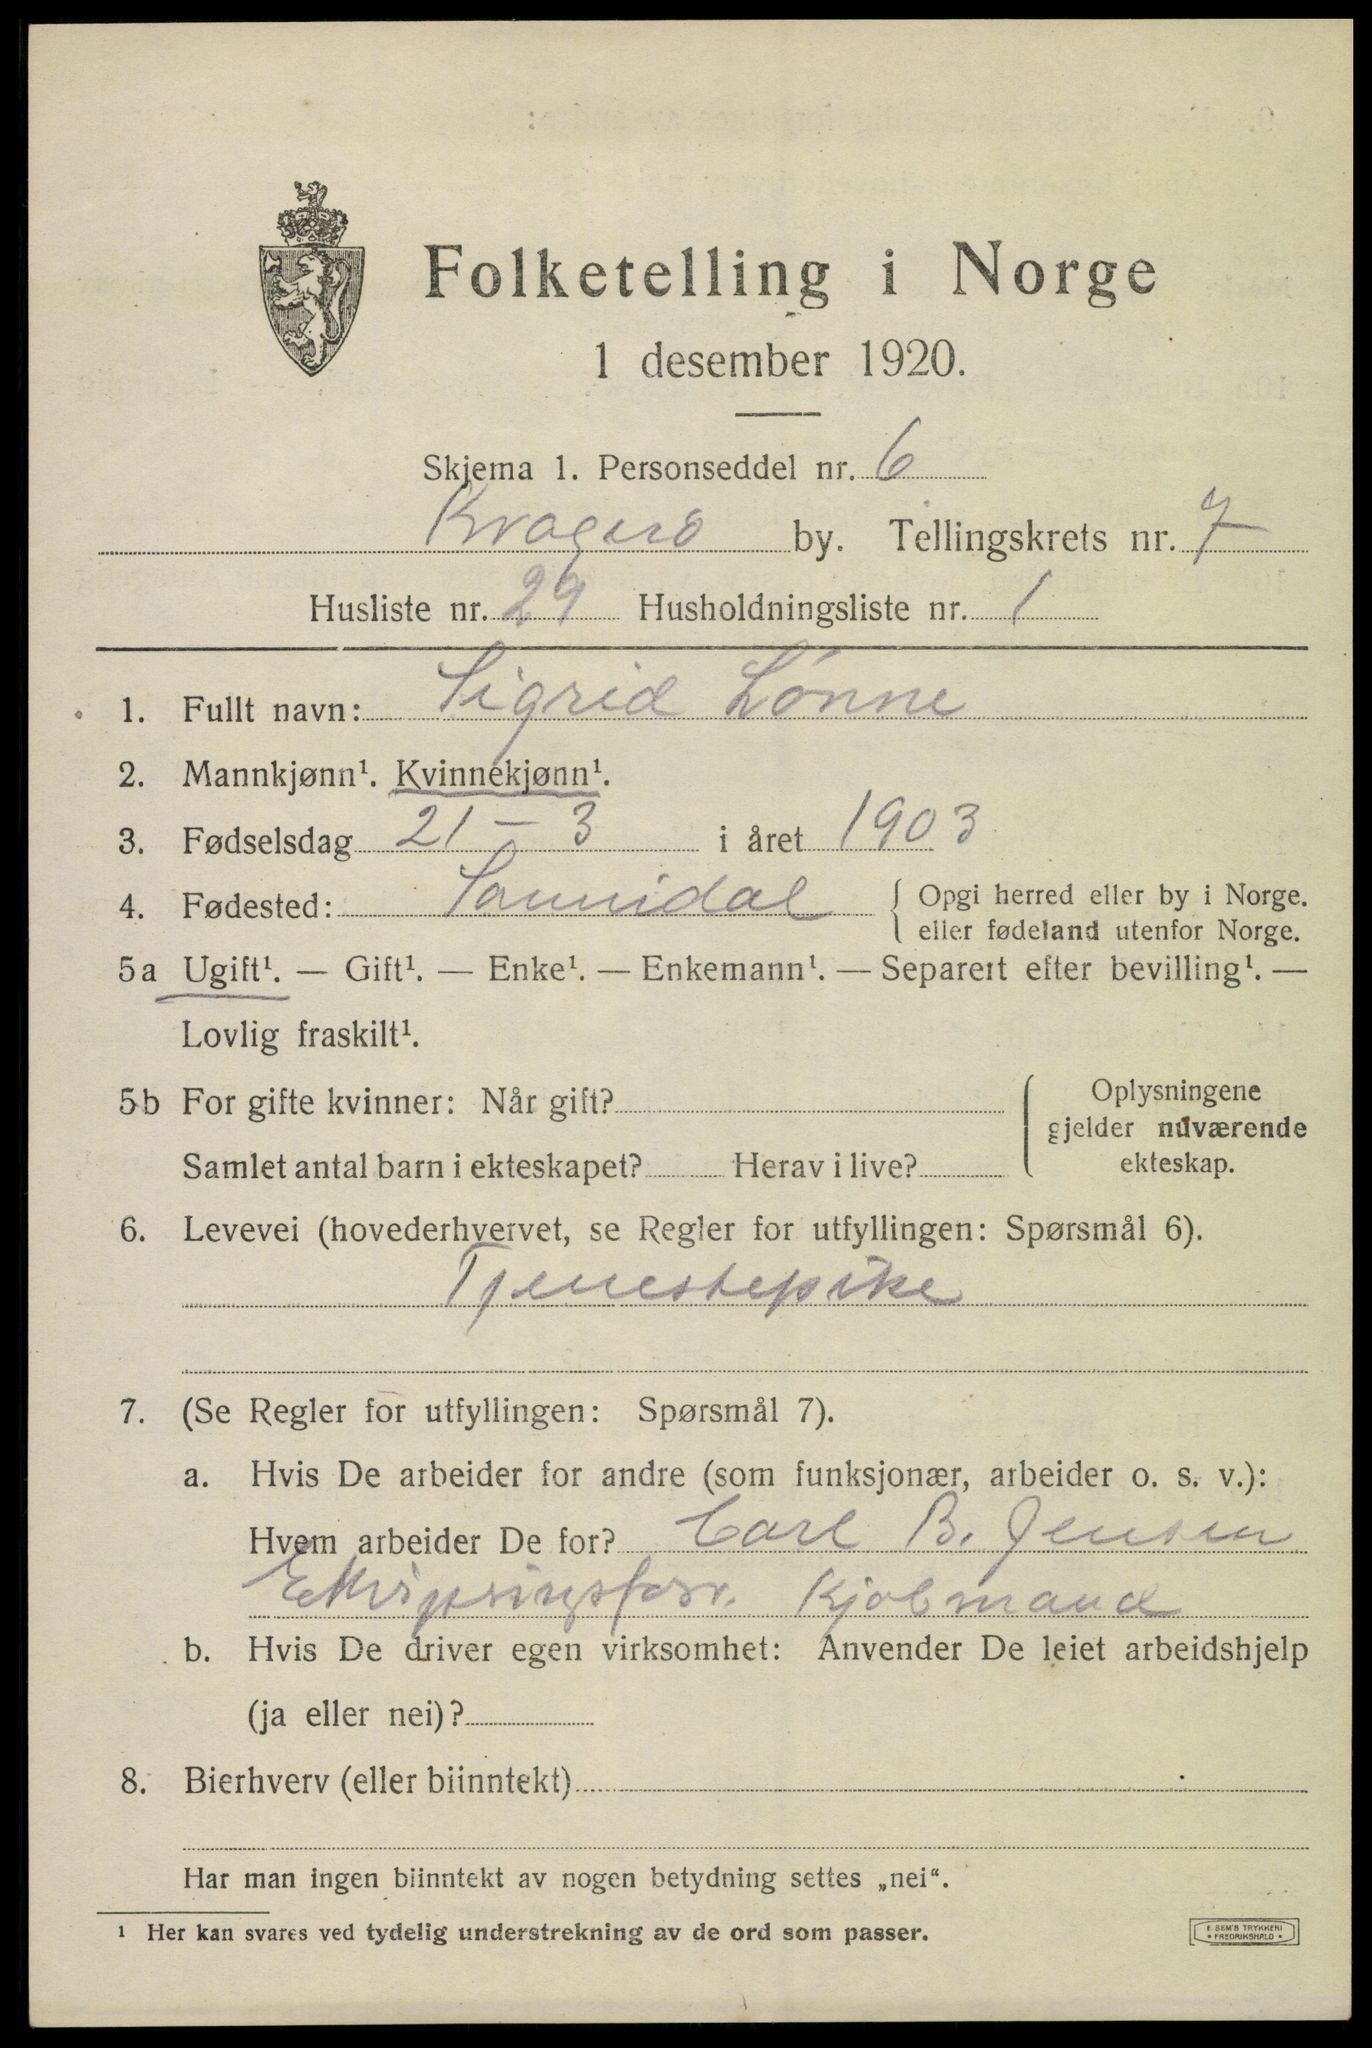 Folketelling i Norge
1 desember 1920.
Skjema 1. Personseddel nr. 6
Kragerø by. Tellingskrets nr. 7
Husliste nr. 29 Husholdningsliste nr. 1
1. Fullt navn: Sigrid Lønne
2. Mannkjønn¹. Kvinnekjønn¹.
3. Fødselsdag 21 – 3 i året 1903
4. Fødested: Sannidal { Opgi herred eller by i Norge.
eller fødeland utenfor Norge.
5a Ugift¹. — Gift¹. — Enke¹. — Enkemann¹. — Separert efter bevilling¹. —
Lovlig fraskilt¹.
5b For gifte kvinner: Når gift? { Oplysningene
gjelder nuværende
Samlet antal barn i ekteskapet? Herav i live? ekteskap.
6. Levevei (hovederhvervet, se Regler for utfyllingen: Spørsmål 6).
Tjenestepike
7. (Se Regler for utfyllingen: Spørsmål 7).
a. Hvis De arbeider for andre (som funksjonær, arbeider o. s. v.):
Hvem arbeider De for? Carl B. Jensen
Ekviperingsforr. Kjøbmand
b. Hvis De driver egen virksomhet: Anvender De leiet arbeidshjelp
(ja eller nei)?
8. Bierhverv (eller biinntekt)
Har man ingen biinntekt av nogen betydning settes „nei“.
¹ Her kan svares ved tydelig understrekning av de ord som passer.
E. SEM'S TRYKKERI
* FREDRIKSHALD *